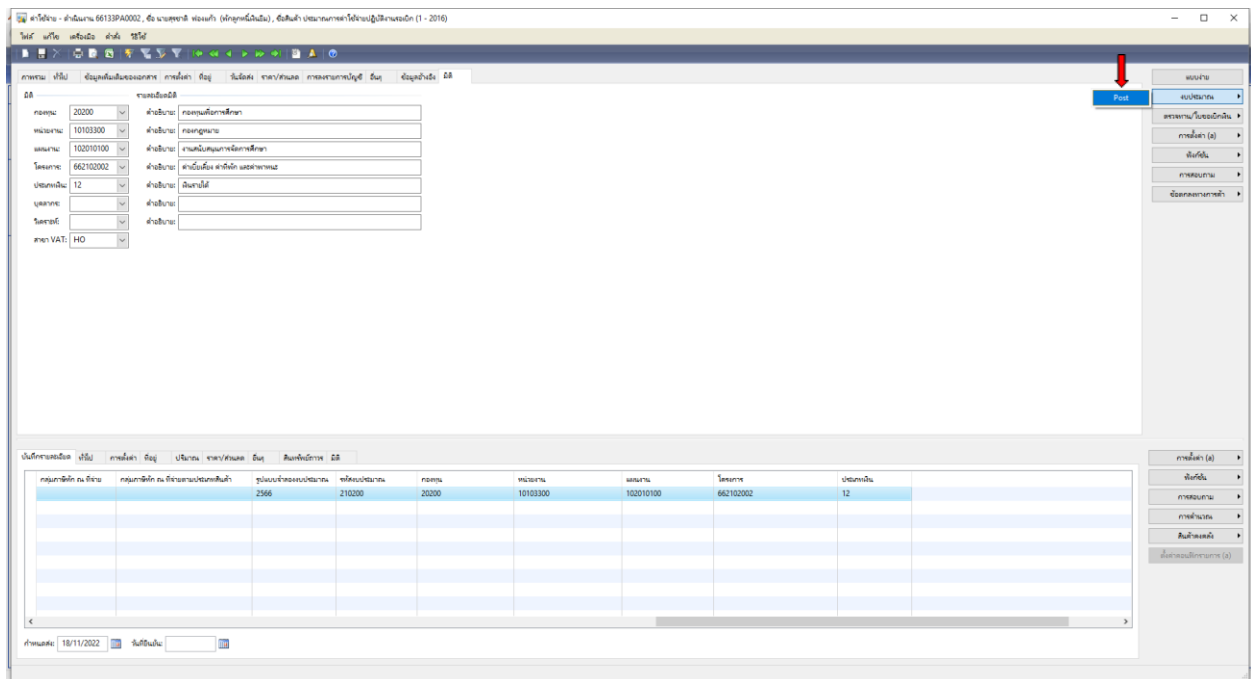 ค่าใช้จ่าย - ดำเนินงาน 66133PA0002, ชื่อ นายสุรชาติ ฟองแก้ว (พักลูกหนี้เงินยืม), ชื่อสินค้า ประมาณการค่าใช้จ่ายปฏิบัติงานรอเบิก (1 - 2016)
ไฟล์ แก้ไข เครื่องมือ คำสั่ง วิธีใช้
ภาพรวม ทั่วไป ข้อมูลเพิ่มเติมของเอกสาร การตั้งค่า ที่อยู่ วันจัดส่ง ราคา/ส่วนลด การลงรายการบัญชี อื่นๆ ข้อมูลอ้างอิง มิติ
แบบง่าย
มิติ รายละเอียดมิติ
Post งบประมาณ
กองทุน: 20200 คำอธิบาย: กองทุนเพื่อการศึกษา
ตรวจทาน/ใบขอเบิกเงิน
หน่วยงาน: 10103300 คำอธิบาย: กองกฎหมาย
การตั้งค่า (a)
แผนงาน: 102010100 คำอธิบาย: งานสนับสนุนการจัดการศึกษา
ฟังก์ชั่น
โครงการ: 662102002 คำอธิบาย: ค่าเบี้ยเลี้ยง ค่าที่พัก และค่าพาหนะ
การสอบถาม
ประเภทเงิน: 12 คำอธิบาย: เงินรายได้
ข้อตกลงทางการค้า
บุคลากร: คำอธิบาย:
วิเคราะห์: คำอธิบาย:
สาขา VAT: HO
บันทึกรายละเอียด ทั่วไป การตั้งค่า ที่อยู่ ปริมาณ ราคา/ส่วนลด อื่นๆ สินทรัพย์ถาวร มิติ
การตั้งค่า (a)
กลุ่มภาษีหัก ณ ที่จ่าย กลุ่มภาษีหัก ณ ที่จ่ายตามประเภทสินค้า รูปแบบจำลองงบประมาณ รหัสงบประมาณ กองทุน หน่วยงาน แผนงาน โครงการ ประเภทเงิน
ฟังก์ชั่น
2566 210200 20200 10103300 102010100 662102002 12
การสอบถาม
การคำนวณ
สินค้าคงคลัง
กำหนดส่ง: 18/11/2022 วันที่ยืนยัน: